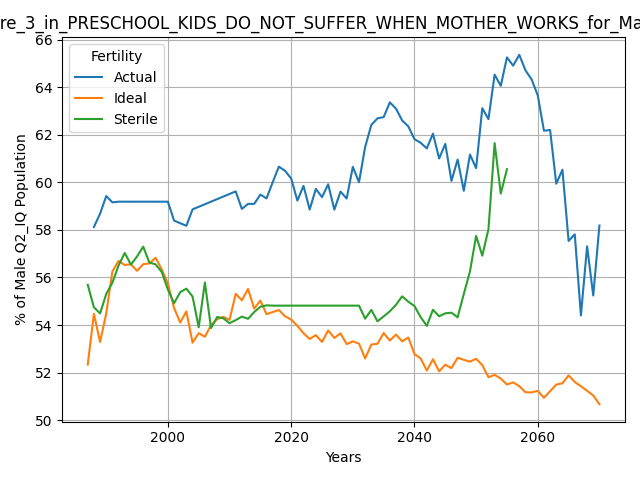 re_3_in_PRESCHOOL_KIDS_DO_NOT_SUFFER_WHEN_MOTHER_WORKS_for_Ma
Fertility
Actual
Ideal
Sterile
% of Male Q2_IQ Population
66
64
62
60
58
56
54
52
50
2000 2020 2040 2060
Years